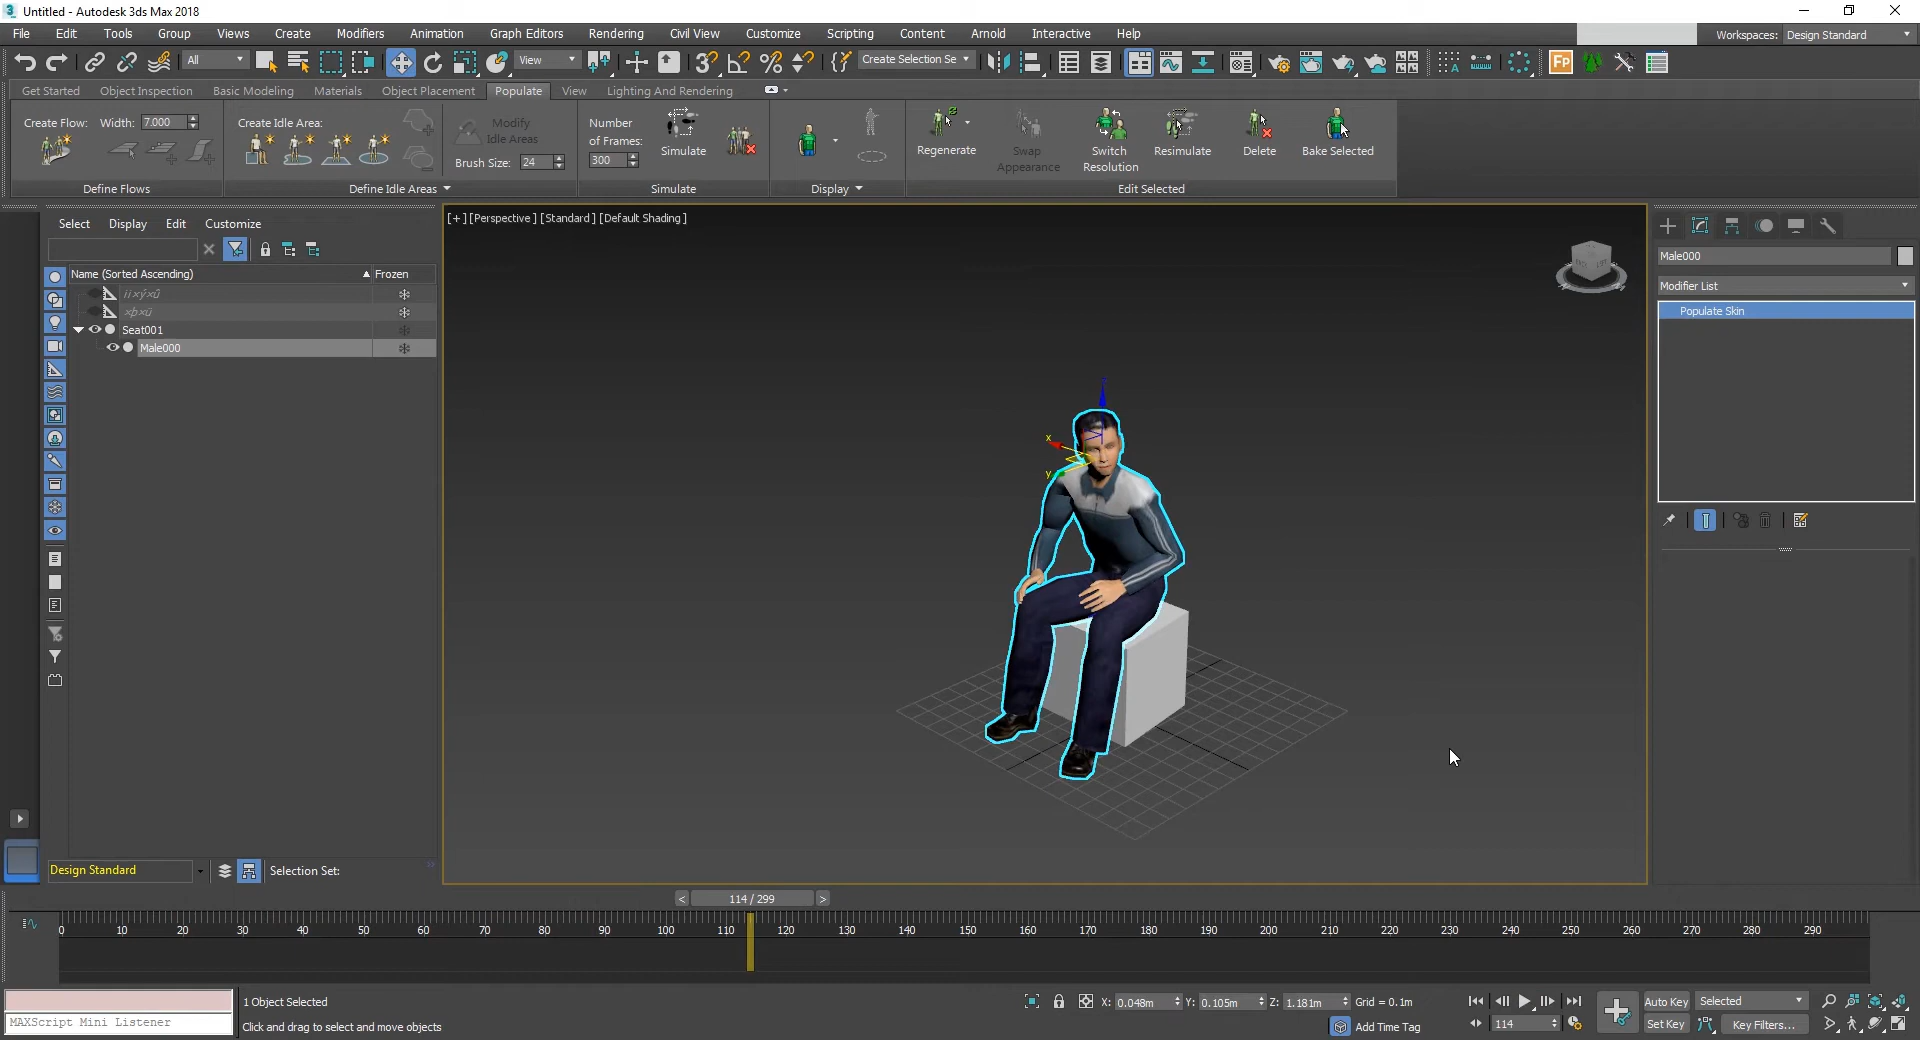 Untitled - Autodesk 3ds Max 2018
File Edit Tools Group Views Create Modifiers Animation Graph Editors Rendering Civil View Customize Scripting Content Arnold Interactive Help Workspaces: Design Standard
All View Create Selection Se Fp
Get Started Object Inspection Basic Modeling Materials Object Placement Populate View Lighting And Rendering
Create Flow: Width: 7.000
Create Idle Area:
Modify
Idle Areas
Brush Size: 24
Number
of Frames:
300
Simulate
Regenerate
Swap
Appearance
Switch
Resolution
Resimulate
Delete
Bake Selected
Define Flows Define Idle Areas Simulate Display Edit Selected
Select Display Edit Customize
Name (Sorted Ascending) Frozen
Seat001
Male000
Design Standard Selection Set:
[+] [Perspective] [Standard] [Default Shading]
x
y
Male000
Modifier List
Populate Skin
< 114 / 299 >
0 10 20 30 40 50 60 70 80 90 100 110 120 130 140 150 160 170 180 190 200 210 220 230 240 250 260 270 280 290
1 Object Selected
MAXScript Mini Listener
Click and drag to select and move objects
X: 0.048m Y: 0.105m Z: 1.181m Grid = 0.1m
Add Time Tag
114
Auto Key Selected
Set Key Key Filters...